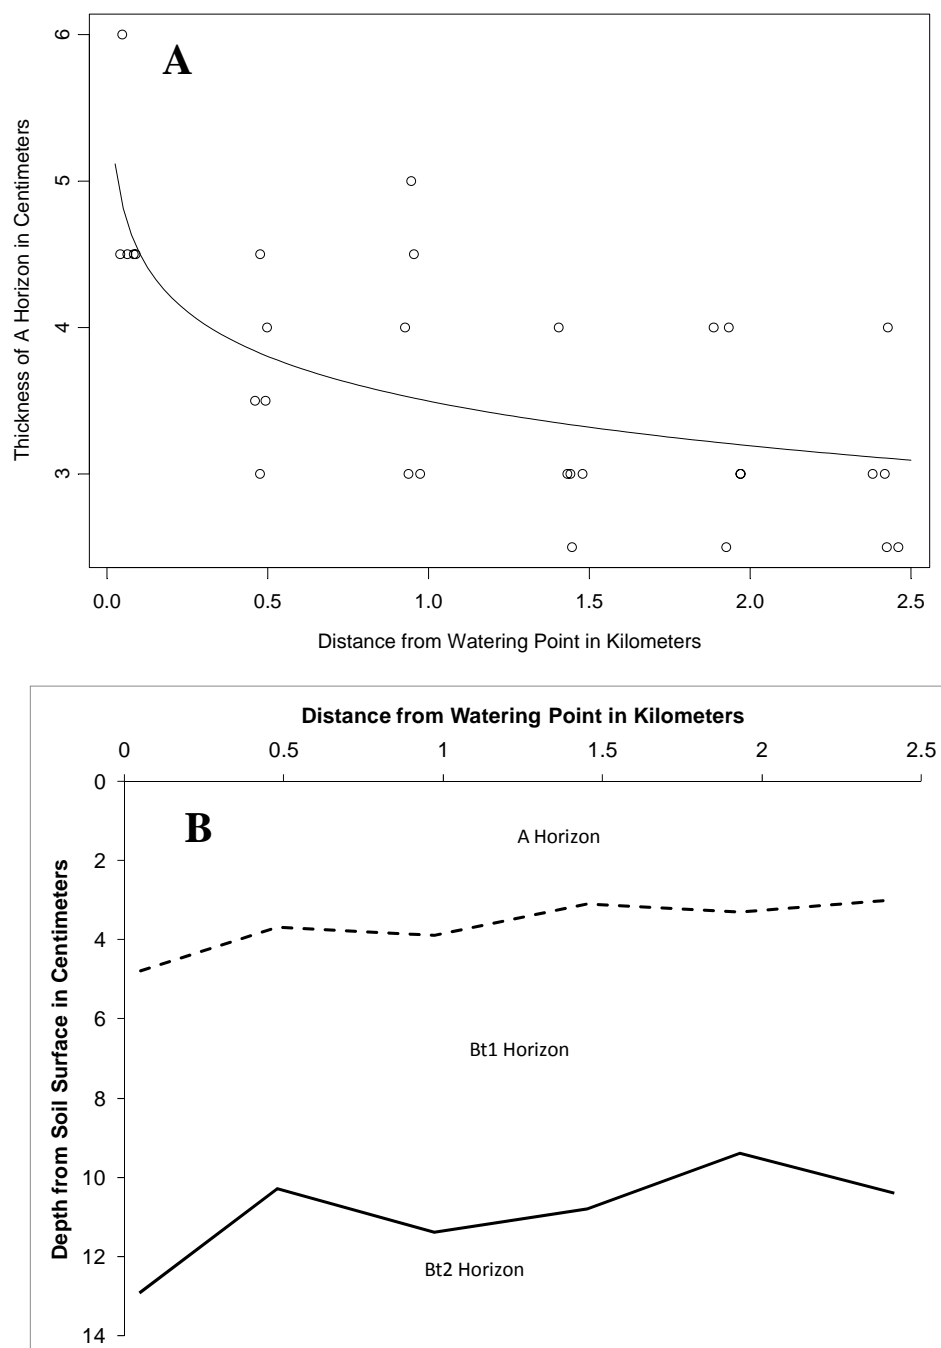 A
Thickness of A Horizon in Centimeters
6
5
4
3
0.0 0.5 1.0 1.5 2.0 2.5
Distance from Watering Point in Kilometers
Distance from Watering Point in Kilometers
0 0.5 1 1.5 2 2.5
B
Depth from Soil Surface in Centimeters
0
2
4
6
8
10
12
14
A Horizon
Bt1 Horizon
Bt2 Horizon